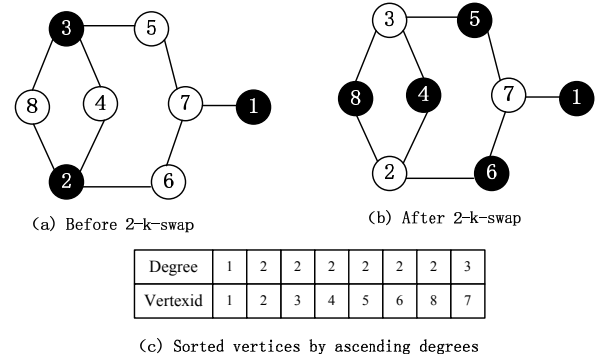 3 5
8 4 7 1
2 6
(a) Before 2-k-swap
3 5
8 4 7 1
2 6
(b) After 2-k-swap
Degree 1 2 2 2 2 2 2 3
Vertexid 1 2 3 4 5 6 8 7
(c) Sorted vertices by ascending degrees